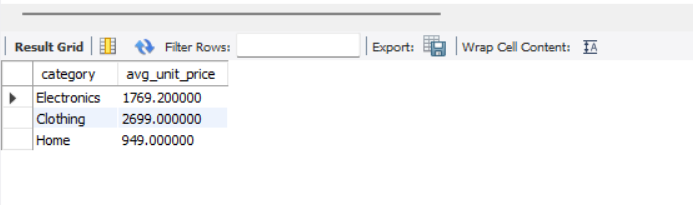 Result Grid Filter Rows: Export: Wrap Cell Content: IA
category avg_unit_price
Electronics 1769.200000
Clothing 2699.000000
Home 949.000000